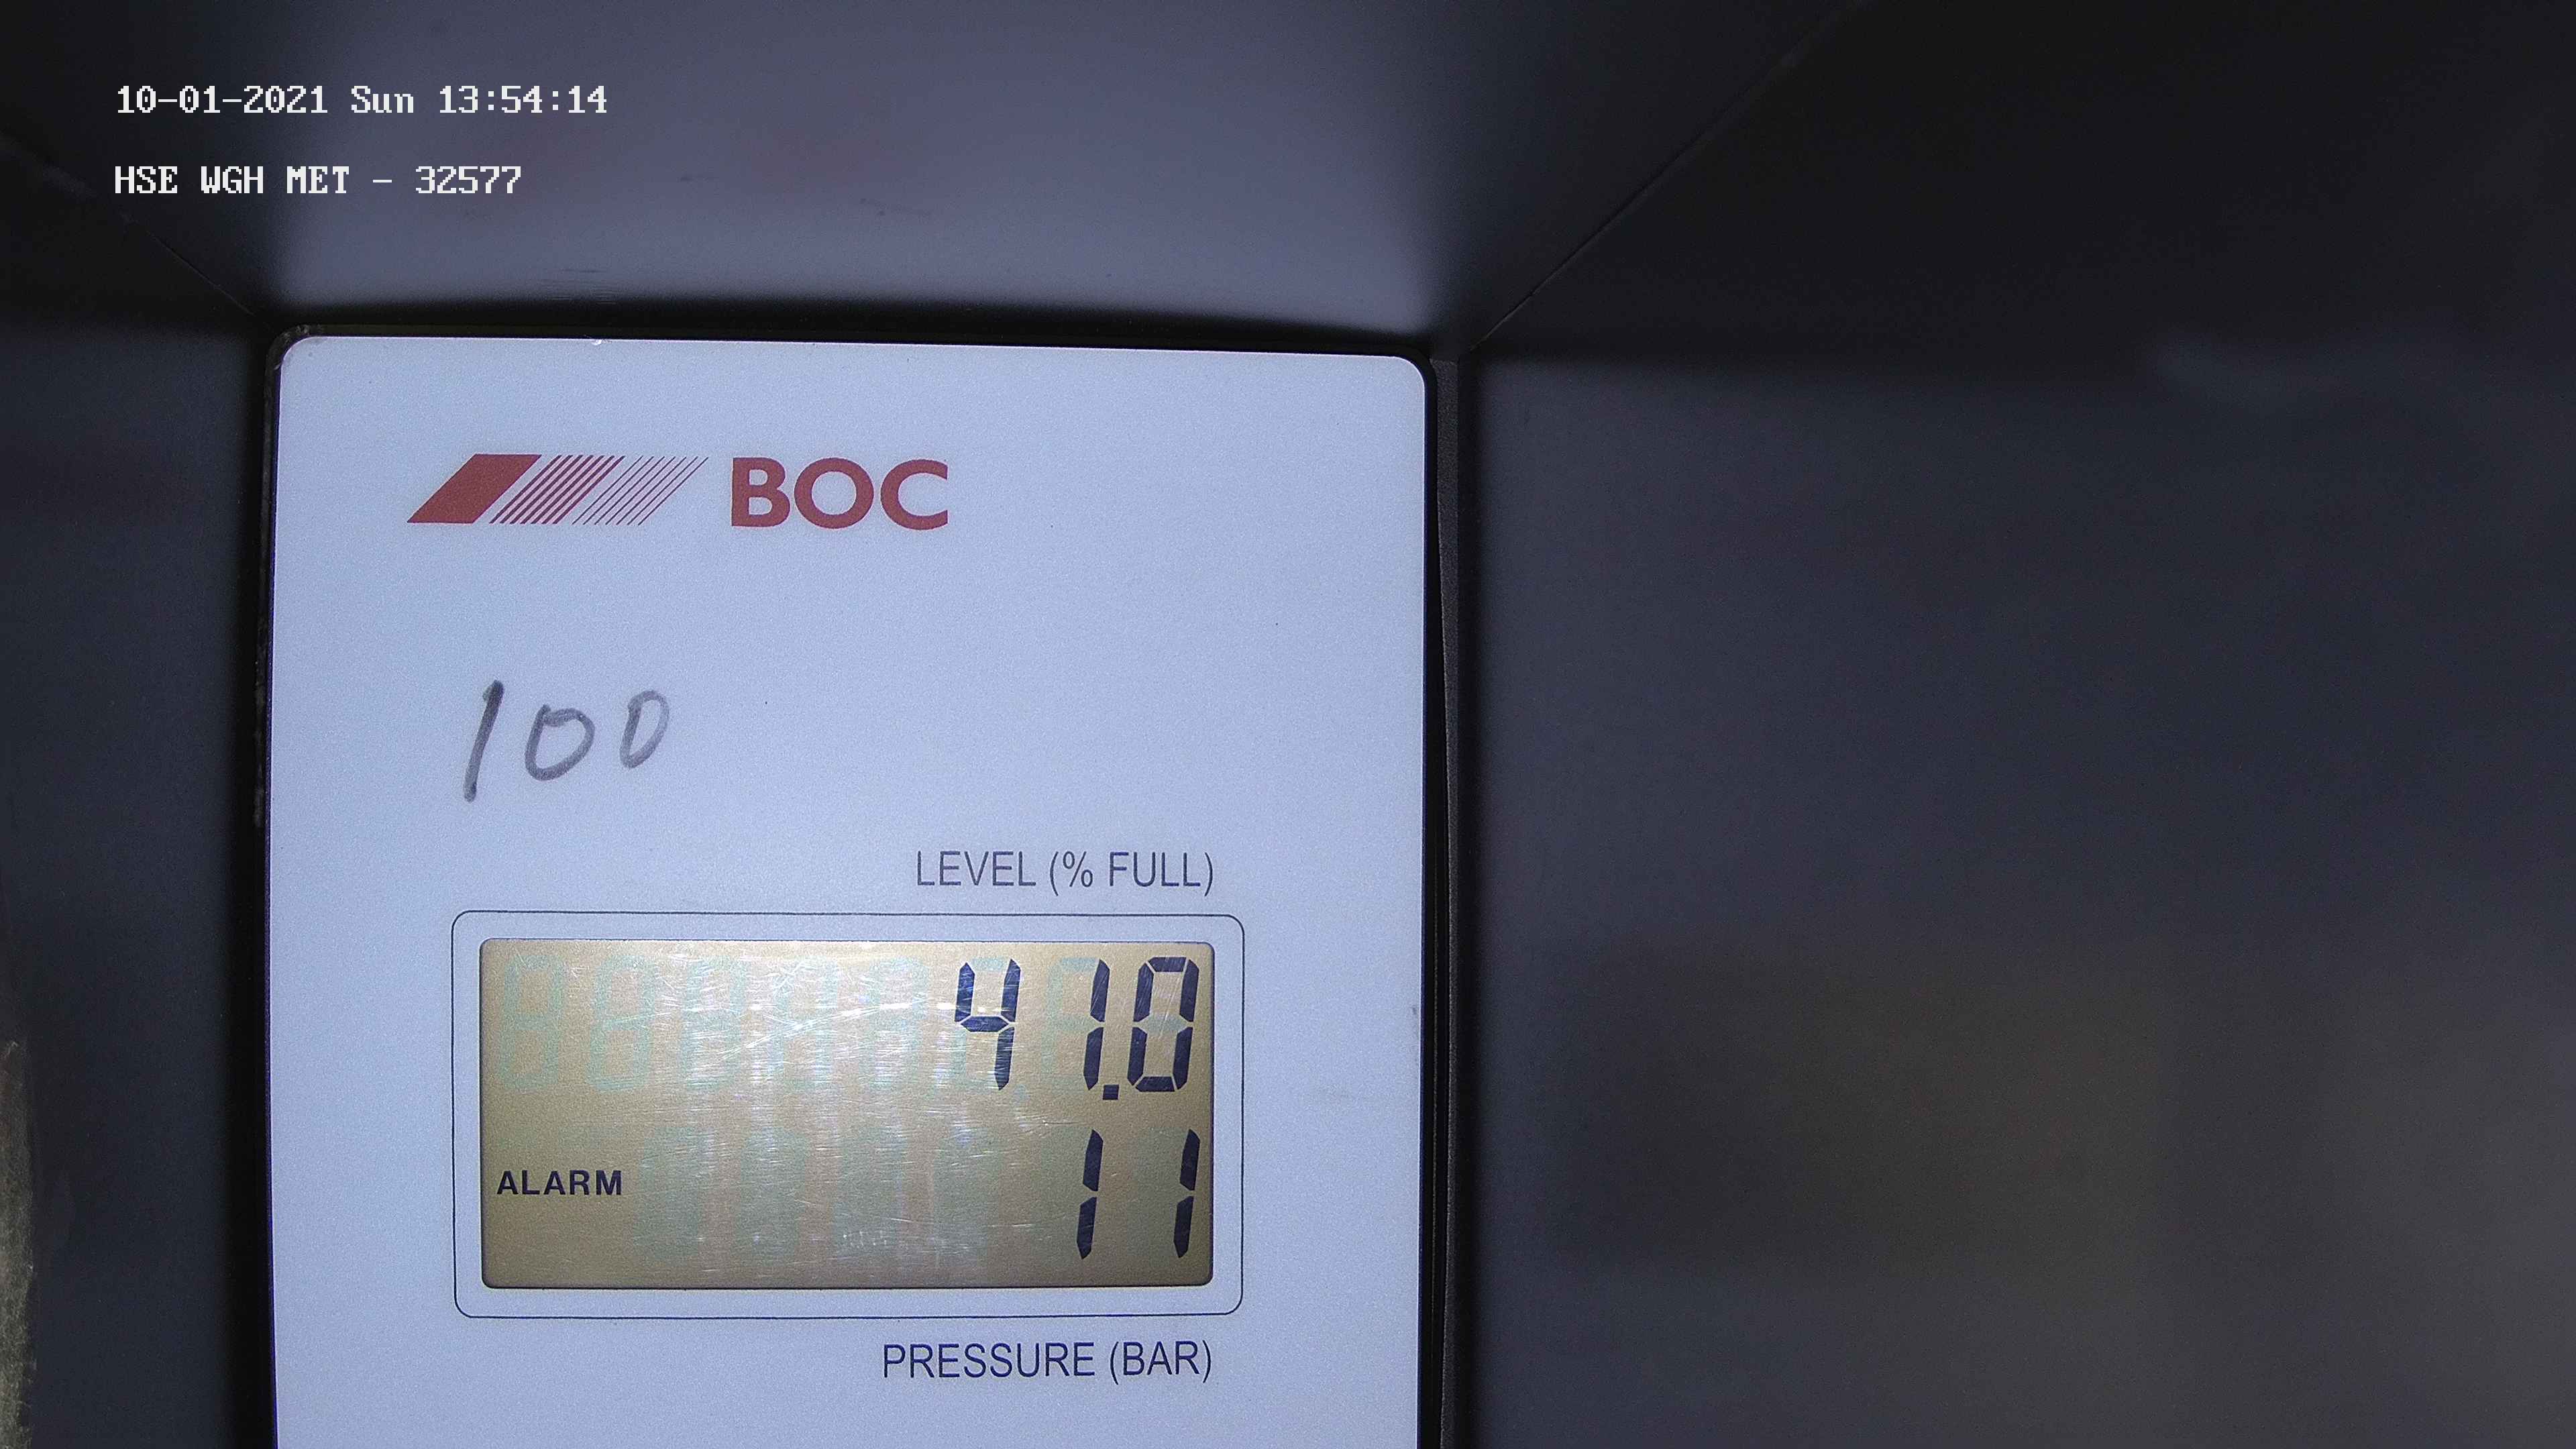 10-01-2021 Sun 13:54:14
HSE WGH MET - 32577
BOC
100
LEVEL (% FULL)
41.0
ALARM 11
PRESSURE (BAR)